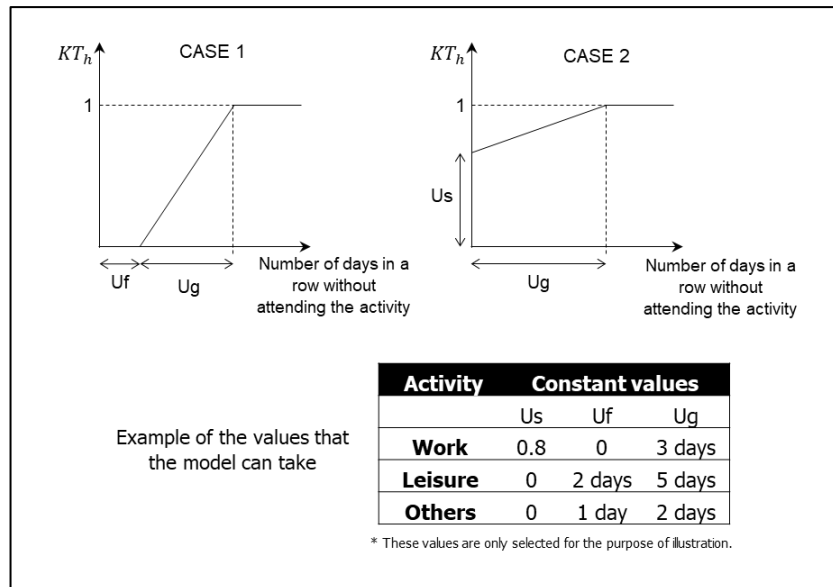 KT_h
CASE 1
1
Uf
Ug
Number of days in a
row without
attending the activity
KT_h
CASE 2
1
Us
Ug
Number of days in a
row without
attending the activity
Example of the values that
the model can take
Activity Constant values
Us Uf Ug
Work 0.8 0 3 days
Leisure 0 2 days 5 days
Others 0 1 day 2 days
* These values are only selected for the purpose of illustration.